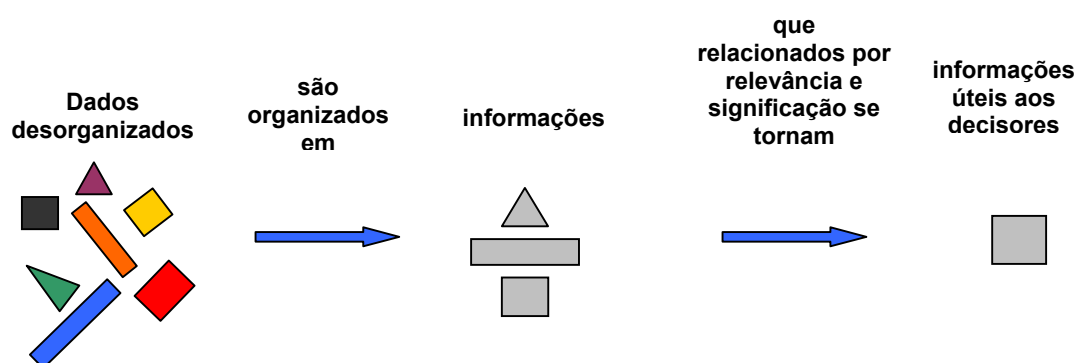 Dados
desorganizados
são
organizados
em
informações
que
relacionados por
relevância e
significação se
tornam
informações
úteis aos
decisores